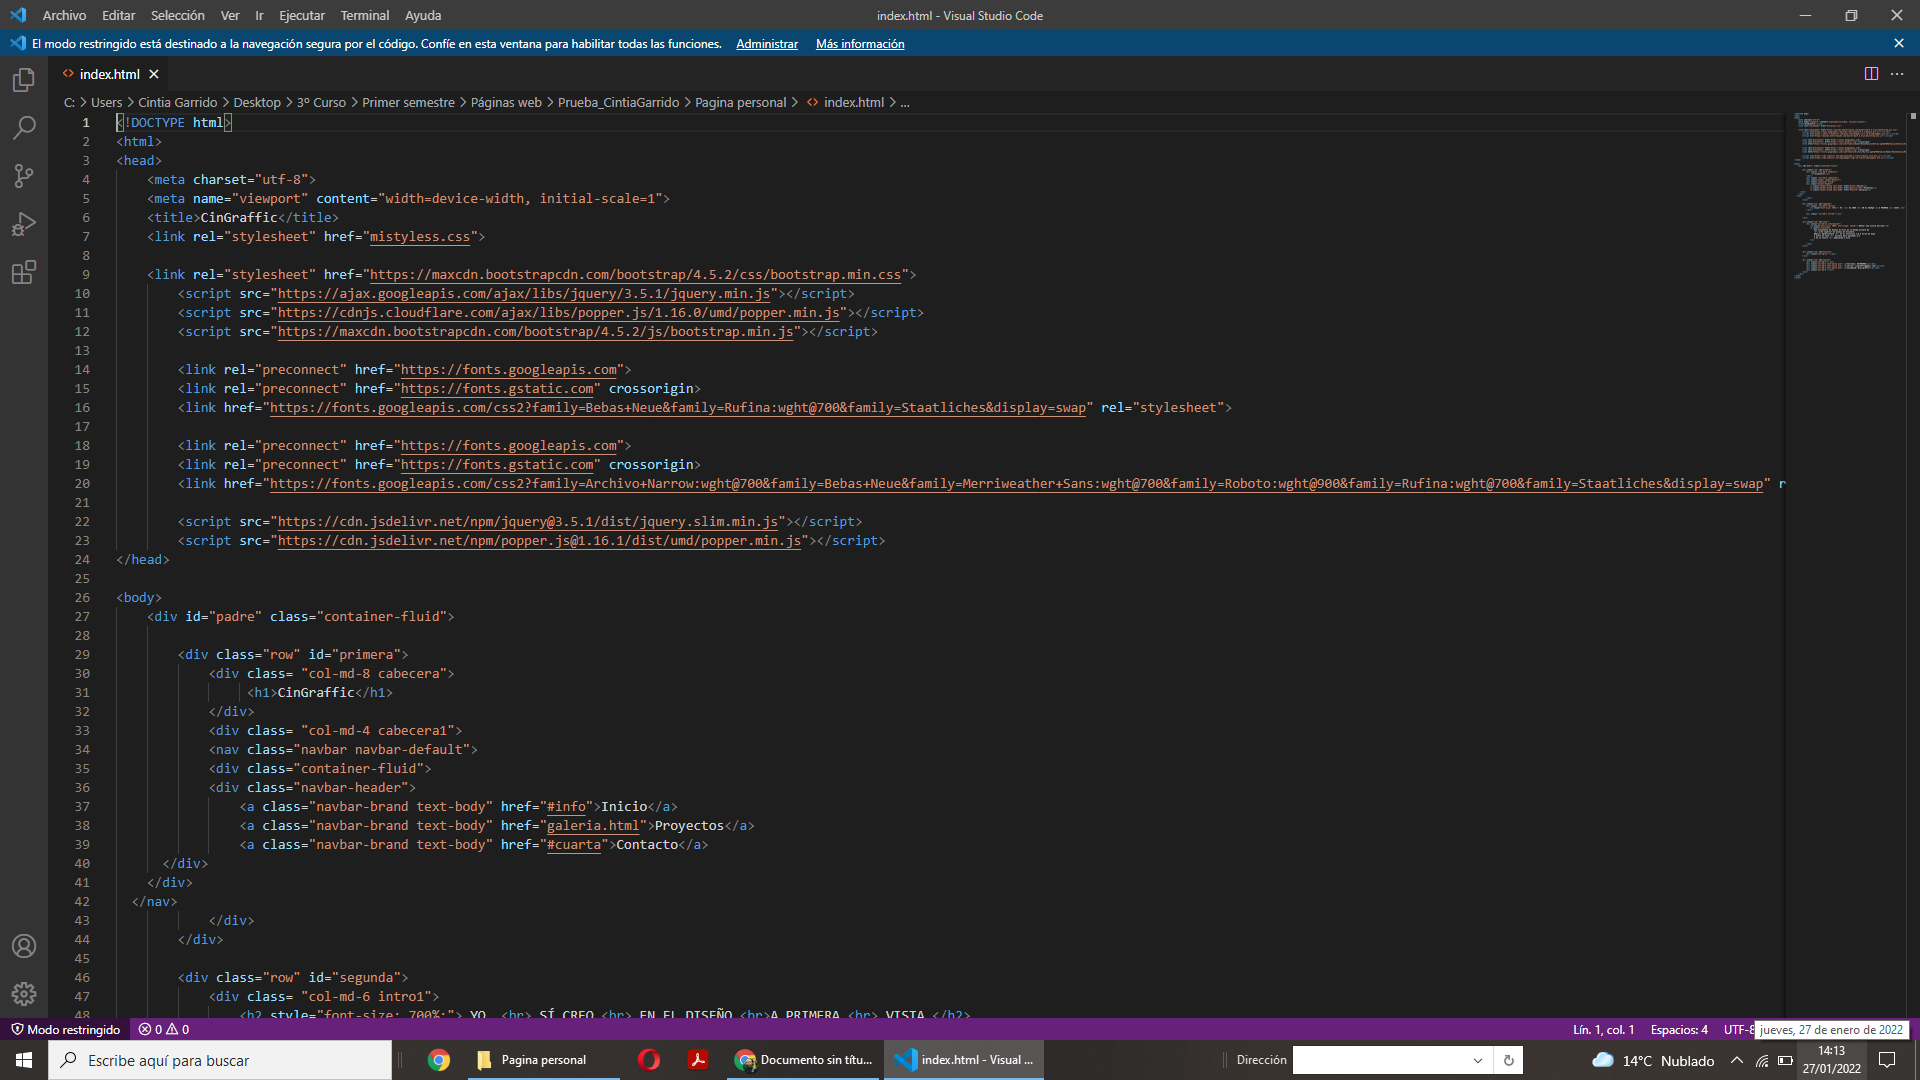 Archivo Editar Selección Ver Ir Ejecutar Terminal Ayuda
index.html - Visual Studio Code
El modo restringido está destinado a la navegación segura por el código. Confíe en esta ventana para habilitar todas las funciones. Administrar Más información
index.html
C: > Users > Cintia Garrido > Desktop > 3º Curso > Primer semestre > Páginas web > Prueba_CintiaGarrido > Pagina personal > index.html > ...
1 <!DOCTYPE html>
2 <html>
3 <head>
4 <meta charset="utf-8">
5 <meta name="viewport" content="width=device-width, initial-scale=1">
6 <title>CinGraffic</title>
7 <link rel="stylesheet" href="mistyless.css">
8
9 <link rel="stylesheet" href="https://maxcdn.bootstrapcdn.com/bootstrap/4.5.2/css/bootstrap.min.css">
10 <script src="https://ajax.googleapis.com/ajax/libs/jquery/3.5.1/jquery.min.js"></script>
11 <script src="https://cdnjs.cloudflare.com/ajax/libs/popper.js/1.16.0/umd/popper.min.js"></script>
12 <script src="https://maxcdn.bootstrapcdn.com/bootstrap/4.5.2/js/bootstrap.min.js"></script>
13
14 <link rel="preconnect" href="https://fonts.googleapis.com">
15 <link rel="preconnect" href="https://fonts.gstatic.com" crossorigin>
16 <link href="https://fonts.googleapis.com/css2?family=Bebas+Neue&family=Rufina:wght@700&family=Staatliches&display=swap" rel="stylesheet">
17
18 <link rel="preconnect" href="https://fonts.googleapis.com">
19 <link rel="preconnect" href="https://fonts.gstatic.com" crossorigin>
20 <link href="https://fonts.googleapis.com/css2?family=Archivo+Narrow:wght@700&family=Bebas+Neue&family=Merriweather+Sans:wght@700&family=Roboto:wght@900&family=Rufina:wght@700&family=Staatliches&display=swap" r
21
22 <script src="https://cdn.jsdelivr.net/npm/jquery@3.5.1/dist/jquery.slim.min.js"></script>
23 <script src="https://cdn.jsdelivr.net/npm/popper.js@1.16.1/dist/umd/popper.min.js"></script>
24 </head>
25
26 <body>
27 <div id="padre" class="container-fluid">
28
29 <div class="row" id="primera">
30 <div class= "col-md-8 cabecera">
31 <h1>CinGraffic</h1>
32 </div>
33 <div class= "col-md-4 cabecera1">
34 <nav class="navbar navbar-default">
35 <div class="container-fluid">
36 <div class="navbar-header">
37 <a class="navbar-brand text-body" href="#info">Inicio</a>
38 <a class="navbar-brand text-body" href="galeria.html">Proyectos</a>
39 <a class="navbar-brand text-body" href="#cuarta">Contacto</a>
40 </div>
41 </div>
42 </nav>
43 </div>
44 </div>
45
46 <div class="row" id="segunda">
47 <div class= "col-md-6 intro1">
48 <h2 style="font-size: 700%;"> YO <br> SÍ CREO <br> EN EL DISEÑO <br>A PRIMERA <br> VISTA </h2>
Modo restringido 0 0
Lín. 1, col. 1 Espacios: 4 UTF-8
jueves, 27 de enero de 2022
Escribe aquí para buscar
Pagina personal
Documento sin títu...
index.html - Visual ...
Dirección
14°C Nublado
14:13
27/01/2022